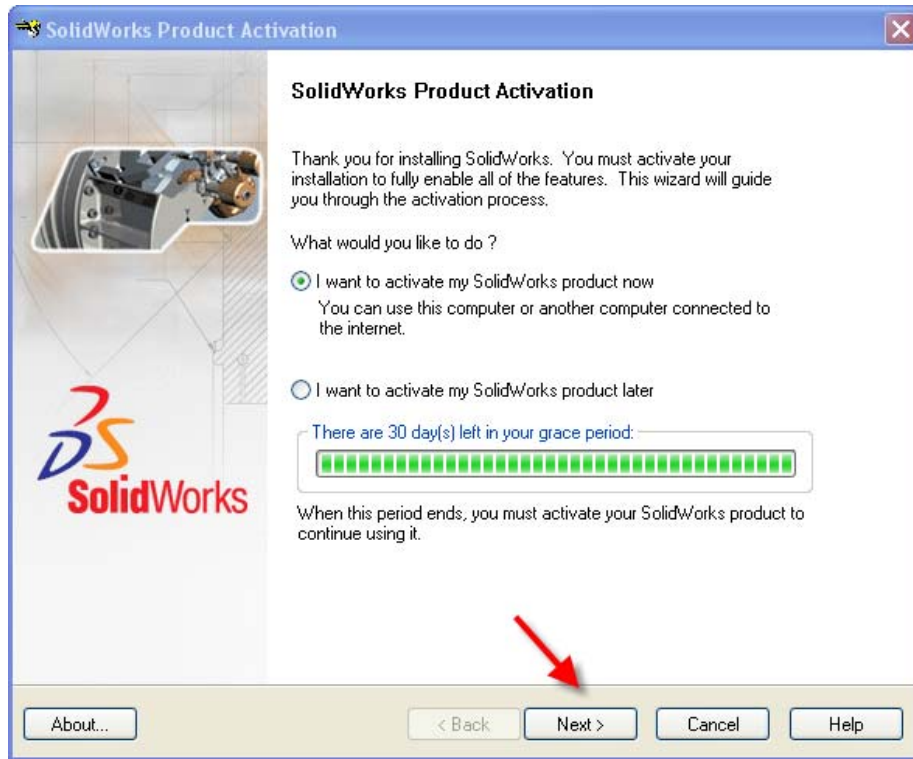 SolidWorks Product Activation
SolidWorks Product Activation
Thank you for installing SolidWorks.  You must activate your
installation to fully enable all of the features.  This wizard will guide
you through the activation process.
What would you like to do ?
I want to activate my SolidWorks product now
You can use this computer or another computer connected to
the internet.
I want to activate my SolidWorks product later
There are 30 day(s) left in your grace period:
When this period ends, you must activate your SolidWorks product to
continue using it.
DS
SolidWorks
About...
< Back
Next >
Cancel
Help